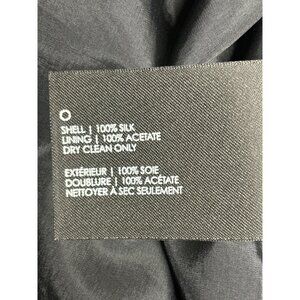 O
SHELL | 100% SILK
LINING | 100% ACETATE
DRY CLEAN ONLY
EXTÉRIEUR | 100% SOIE
DOUBLURE | 100% ACÉTATE
NETTOYER À SEC SEULEMENT